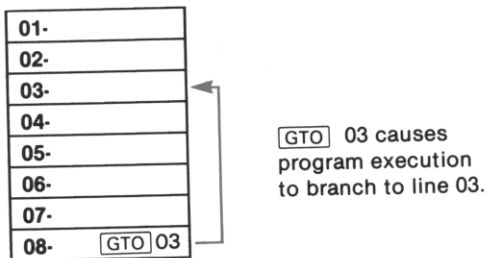 01-
02-
03-
04-
05-
06-
07-
08- GTO 03
GTO 03 causes
program execution
to branch to line 03.